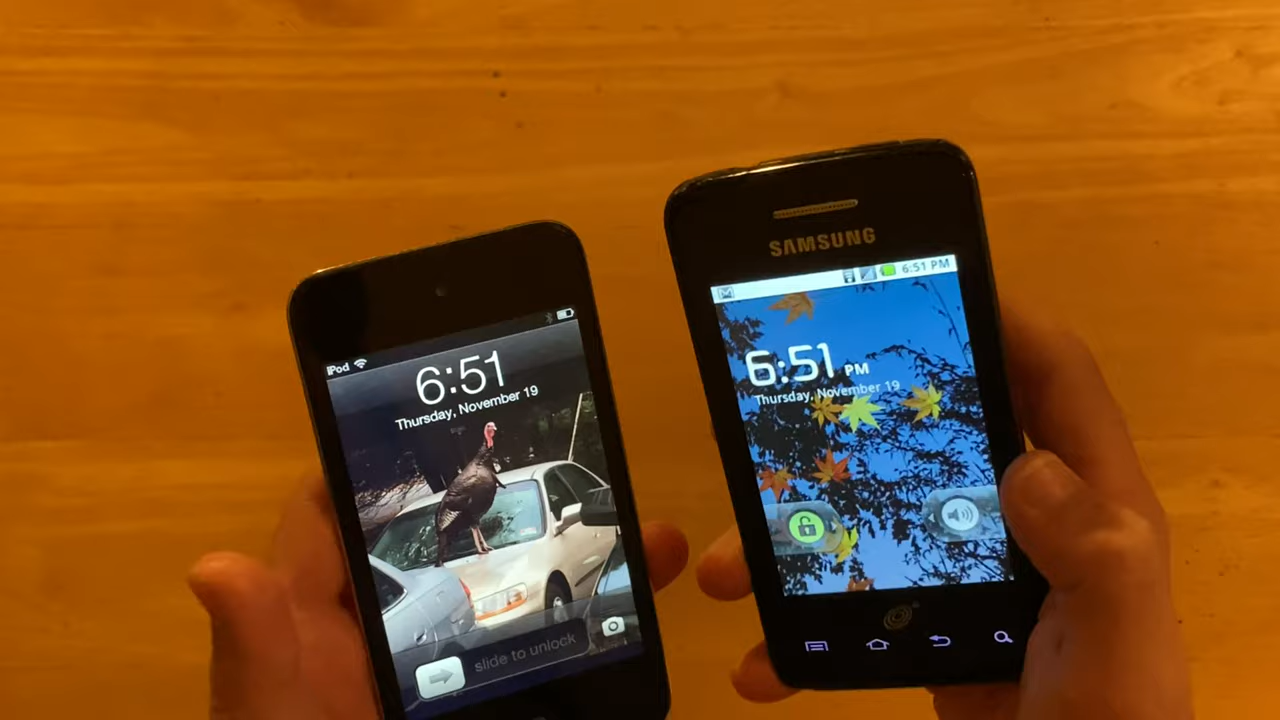 iPod
6:51
Thursday, November 19
slide to unlock
SAMSUNG
6:51 PM
6:51 PM
Thursday, November 19